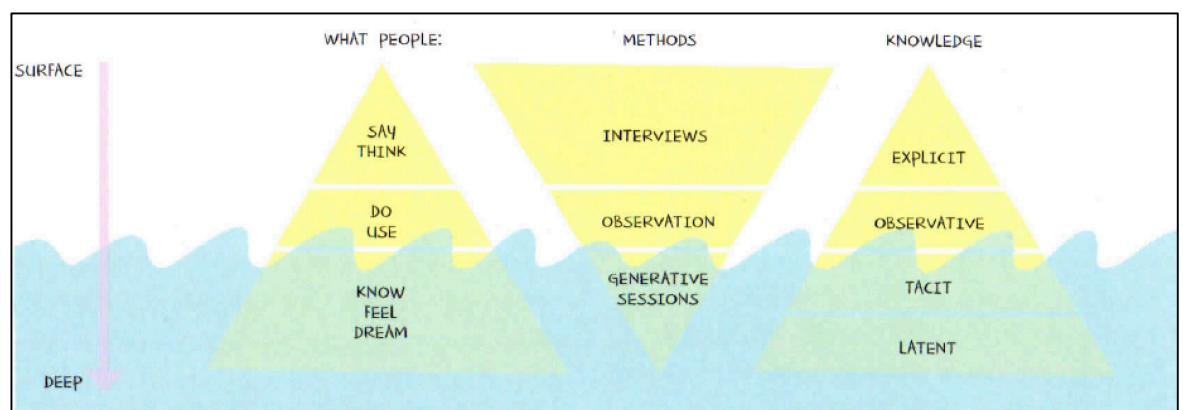 WHAT PEOPLE:
METHODS
KNOWLEDGE
SURFACE
SAY
THINK
INTERVIEWS
EXPLICIT
DO
USE
OBSERVATION
OBSERVATIVE
KNOW
FEEL
DREAM
GENERATIVE
SESSIONS
TACIT
LATENT
DEEP